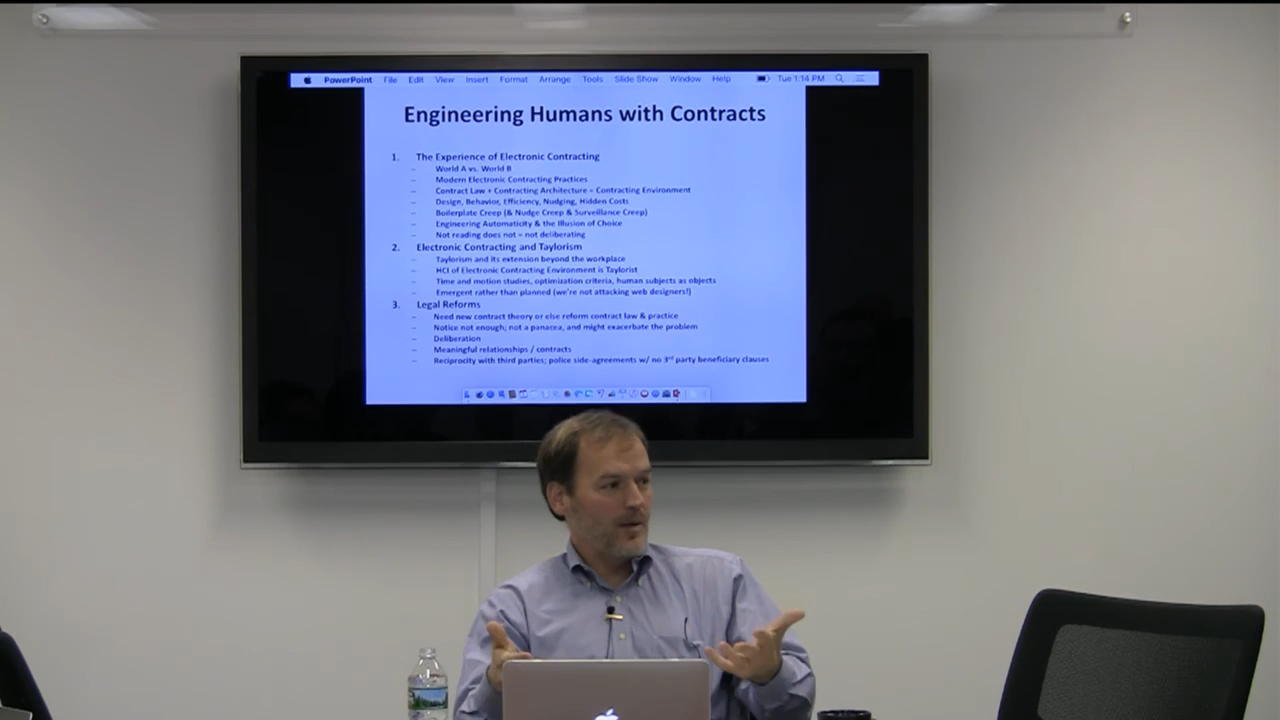 PowerPoint File Edit View Insert Format Arrange Tools Slide Show Window Help Tue 1:14 PM
Engineering Humans with Contracts
1. The Experience of Electronic Contracting
– World A vs. World B
– Modern Electronic Contracting Practices
– Contract Law + Contracting Architecture = Contracting Environment
– Design, Behavior, Efficiency, Nudging, Hidden Costs
– Boilerplate Creep (& Nudge Creep & Surveillance Creep)
– Engineering Automaticity & the Illusion of Choice
– Not reading does not = not deliberating
2. Electronic Contracting and Taylorism
– Taylorism and its extension beyond the workplace
– HCI of Electronic Contracting Environment is Taylorist
– Time and motion studies, optimization criteria, human subjects as objects
– Emergent rather than planned (we're not attacking web designers!)
3. Legal Reforms
– Need new contract theory or else reform contract law & practice
– Notice not enough; not a panacea, and might exacerbate the problem
– Deliberation
– Meaningful relationships / contracts
– Reciprocity with third parties; police side-agreements w/ no 3rd party beneficiary clauses